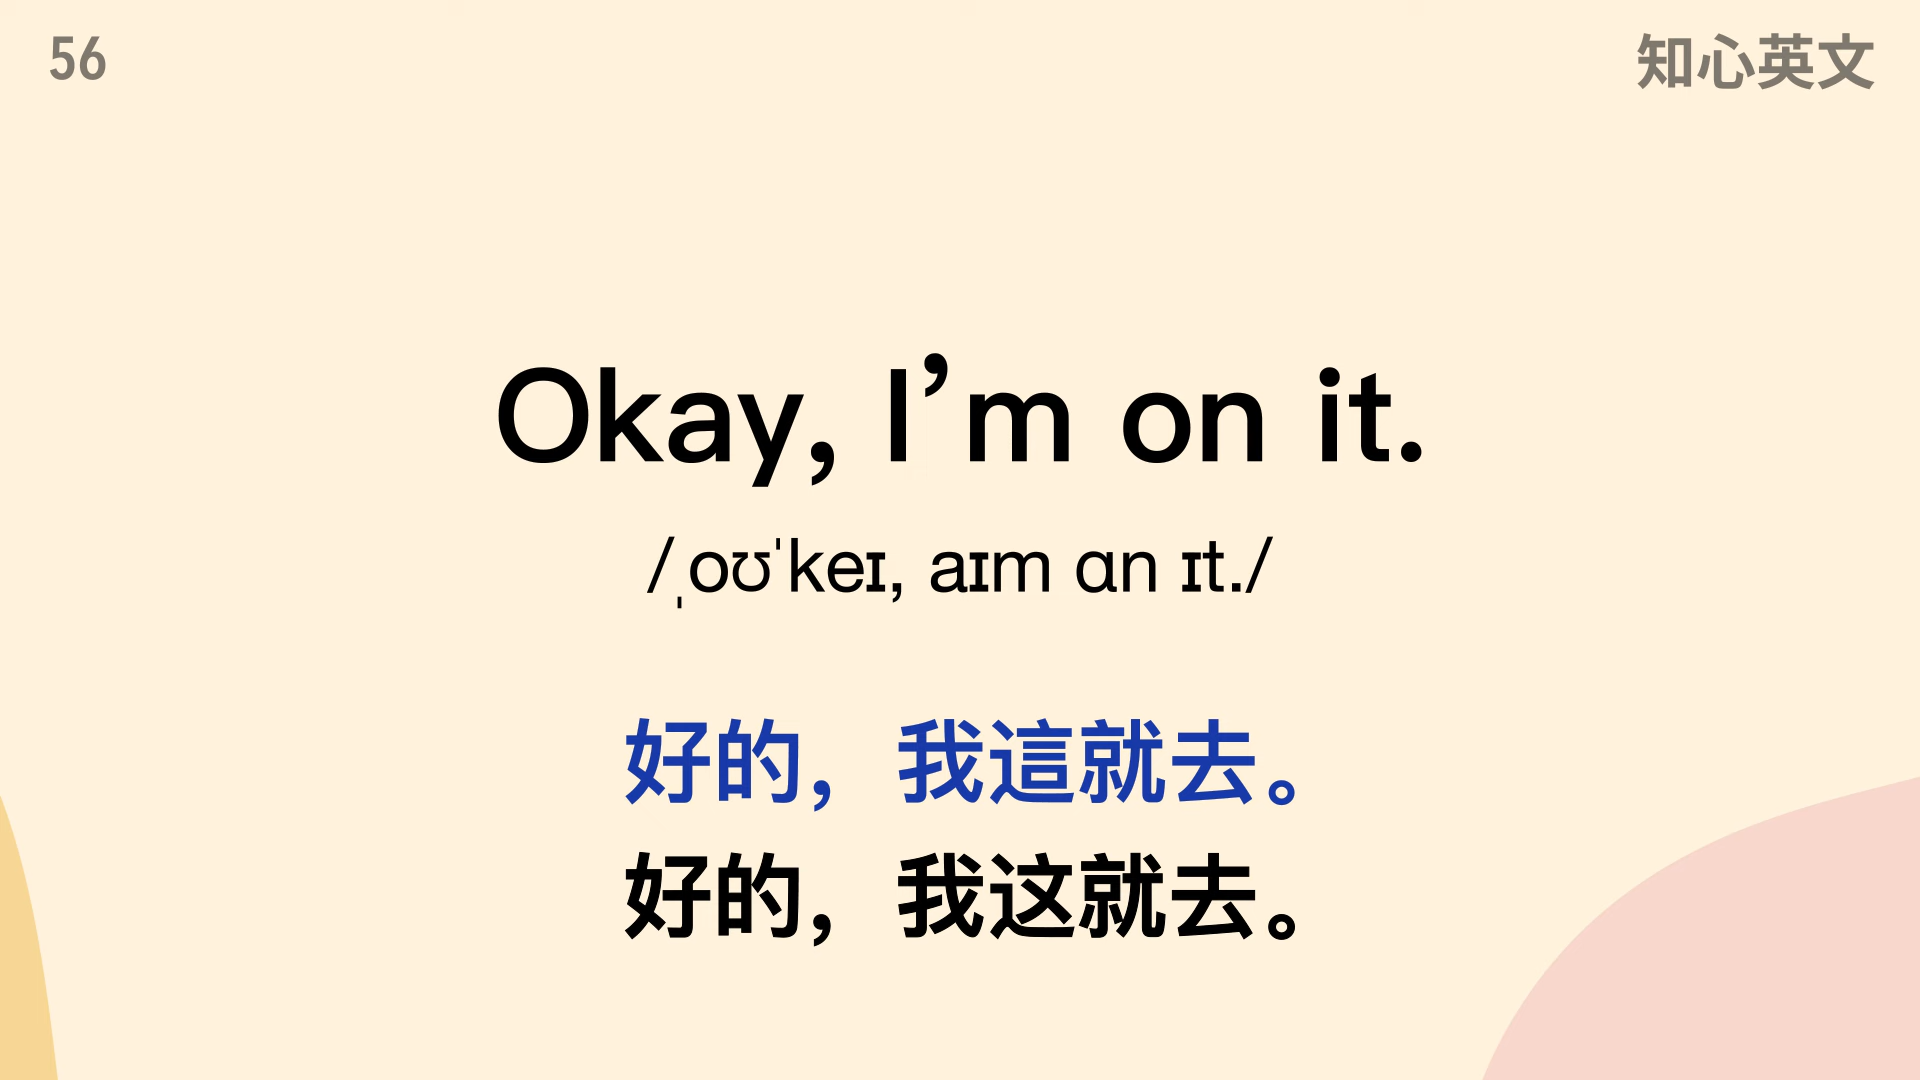 56
知心英文
Okay, I’m on it.
/ˌoʊˈkeɪ, aɪm ɑn ɪt./
好的，我這就去。
好的，我这就去。